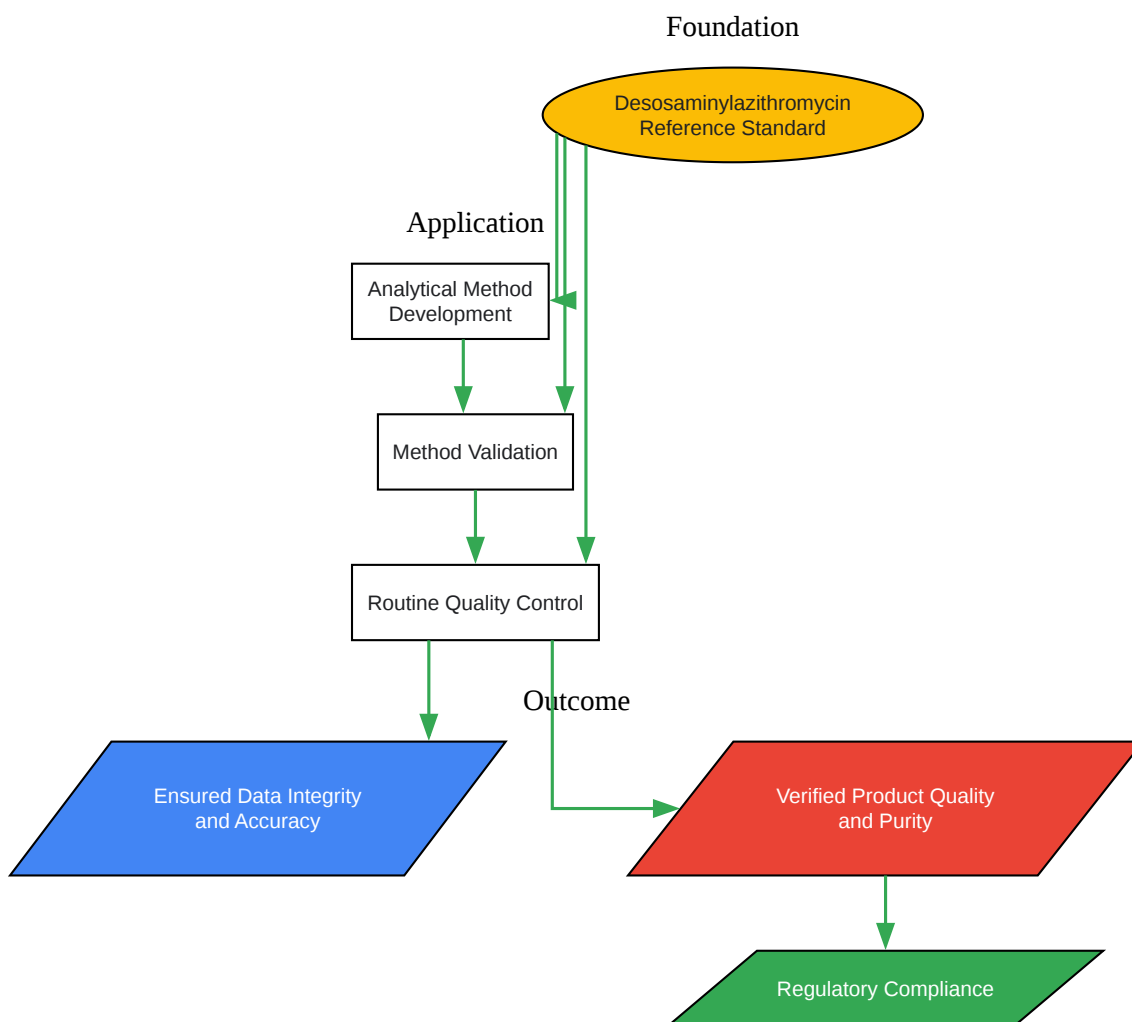 Foundation
Desosaminylazithromycin
Reference Standard
Application
Analytical Method
Development
Method Validation
Routine Quality Control
Outcome
Ensured Data Integrity
and Accuracy
Verified Product Quality
and Purity
Regulatory Compliance